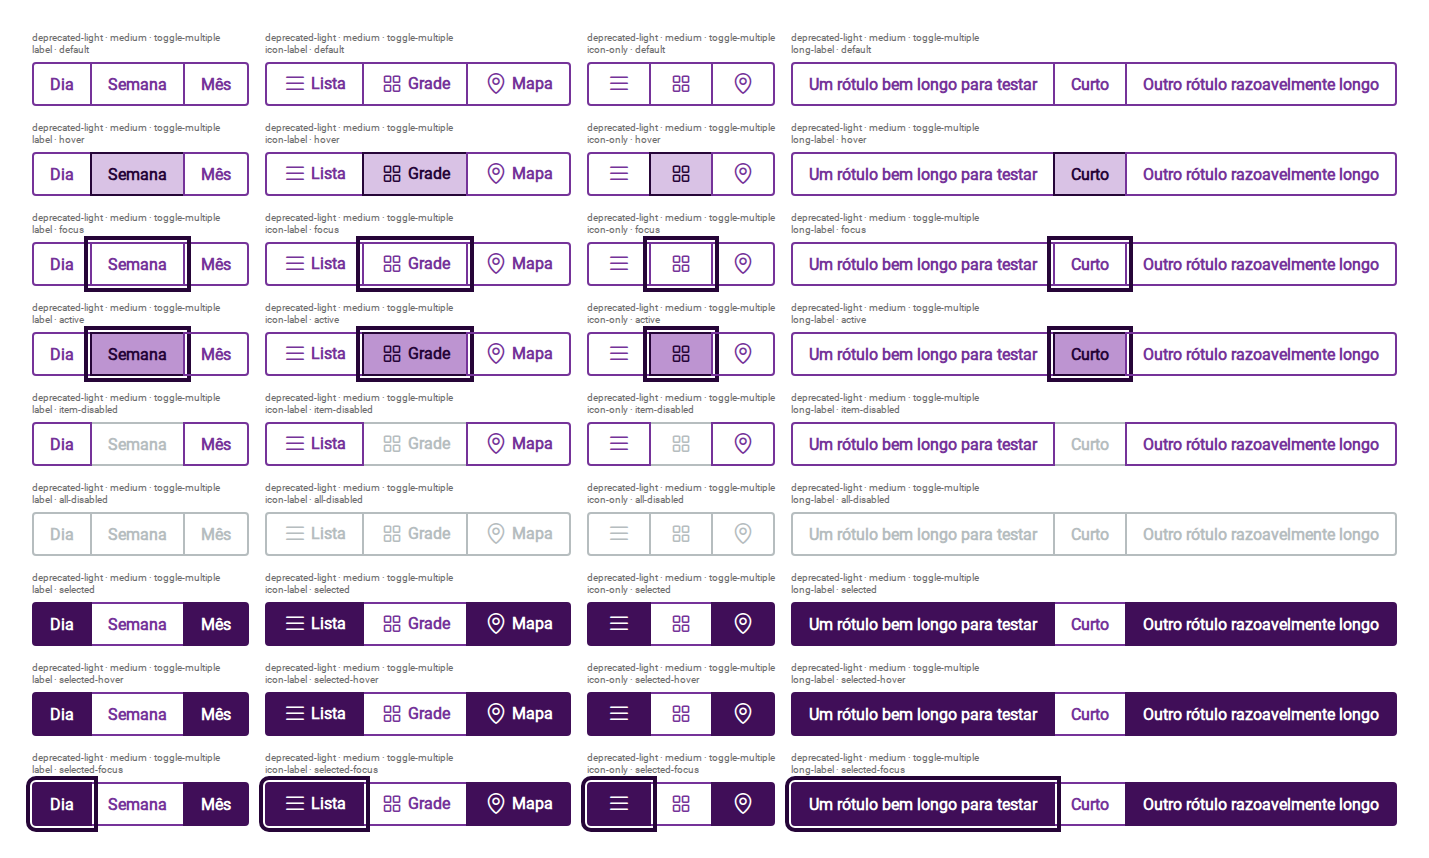 deprecated-light · medium · toggle-multiple
label · default
Dia Semana Mês
deprecated-light · medium · toggle-multiple
icon-label · default
Lista Grade Mapa
deprecated-light · medium · toggle-multiple
icon-only · default
deprecated-light · medium · toggle-multiple
long-label · default
Um rótulo bem longo para testar Curto Outro rótulo razoavelmente longo
deprecated-light · medium · toggle-multiple
label · hover
Dia Semana Mês
deprecated-light · medium · toggle-multiple
icon-label · hover
Lista Grade Mapa
deprecated-light · medium · toggle-multiple
icon-only · hover
deprecated-light · medium · toggle-multiple
long-label · hover
Um rótulo bem longo para testar Curto Outro rótulo razoavelmente longo
deprecated-light · medium · toggle-multiple
label · focus
Dia Semana Mês
deprecated-light · medium · toggle-multiple
icon-label · focus
Lista Grade Mapa
deprecated-light · medium · toggle-multiple
icon-only · focus
deprecated-light · medium · toggle-multiple
long-label · focus
Um rótulo bem longo para testar Curto Outro rótulo razoavelmente longo
deprecated-light · medium · toggle-multiple
label · active
Dia Semana Mês
deprecated-light · medium · toggle-multiple
icon-label · active
Lista Grade Mapa
deprecated-light · medium · toggle-multiple
icon-only · active
deprecated-light · medium · toggle-multiple
long-label · active
Um rótulo bem longo para testar Curto Outro rótulo razoavelmente longo
deprecated-light · medium · toggle-multiple
label · item-disabled
Dia Semana Mês
deprecated-light · medium · toggle-multiple
icon-label · item-disabled
Lista Grade Mapa
deprecated-light · medium · toggle-multiple
icon-only · item-disabled
deprecated-light · medium · toggle-multiple
long-label · item-disabled
Um rótulo bem longo para testar Curto Outro rótulo razoavelmente longo
deprecated-light · medium · toggle-multiple
label · all-disabled
Dia Semana Mês
deprecated-light · medium · toggle-multiple
icon-label · all-disabled
Lista Grade Mapa
deprecated-light · medium · toggle-multiple
icon-only · all-disabled
deprecated-light · medium · toggle-multiple
long-label · all-disabled
Um rótulo bem longo para testar Curto Outro rótulo razoavelmente longo
deprecated-light · medium · toggle-multiple
label · selected
Dia Semana Mês
deprecated-light · medium · toggle-multiple
icon-label · selected
Lista Grade Mapa
deprecated-light · medium · toggle-multiple
icon-only · selected
deprecated-light · medium · toggle-multiple
long-label · selected
Um rótulo bem longo para testar Curto Outro rótulo razoavelmente longo
deprecated-light · medium · toggle-multiple
label · selected-hover
Dia Semana Mês
deprecated-light · medium · toggle-multiple
icon-label · selected-hover
Lista Grade Mapa
deprecated-light · medium · toggle-multiple
icon-only · selected-hover
deprecated-light · medium · toggle-multiple
long-label · selected-hover
Um rótulo bem longo para testar Curto Outro rótulo razoavelmente longo
deprecated-light · medium · toggle-multiple
label · selected-focus
Dia Semana Mês
deprecated-light · medium · toggle-multiple
icon-label · selected-focus
Lista Grade Mapa
deprecated-light · medium · toggle-multiple
icon-only · selected-focus
deprecated-light · medium · toggle-multiple
long-label · selected-focus
Um rótulo bem longo para testar Curto Outro rótulo razoavelmente longo